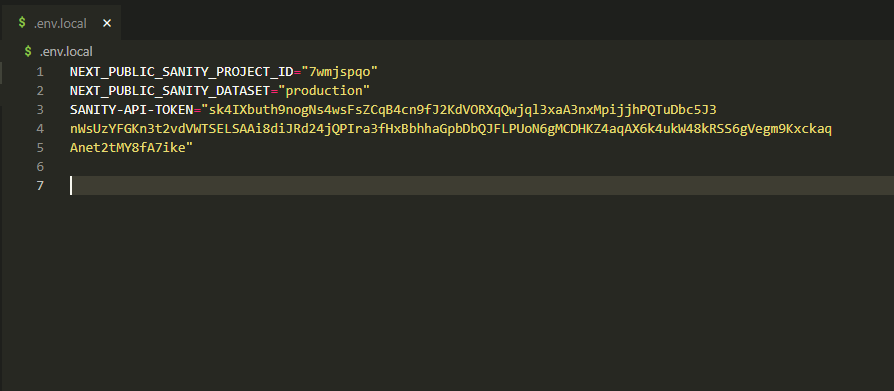 $ .env.local ×
$ .env.local
1 NEXT_PUBLIC_SANITY_PROJECT_ID="7wmjspqo"
2 NEXT_PUBLIC_SANITY_DATASET="production"
3 SANITY-API-TOKEN="sk4IXbuth9nogNs4wsFsZCqB4cn9fJ2KdVORXqQwjql3xaA3nxMpijjhPQTuDbc5J3
4 nWsUzYFGKn3t2vdVWTSELSAAi8diJRd24jQPIra3fHxBbhhaGpbDbQJFLPUoN6gMCDHKZ4aqAX6k4ukW48kRSS6gVegm9Kxckaq
5 Anet2tMY8fA7ike"
6
7